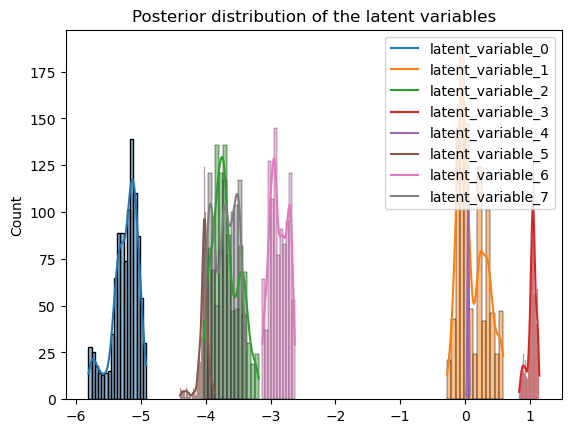 Posterior distribution of the latent variables
latent_variable_0
latent_variable_1
latent_variable_2
latent_variable_3
latent_variable_4
latent_variable_5
latent_variable_6
latent_variable_7
Count
175
150
125
100
75
50
25
0
−6 −5 −4 −3 −2 −1 0 1